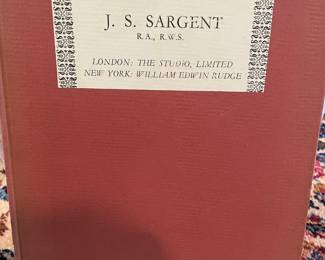 J. S. SARGENT
R.A., R.W.S.
LONDON: THE STUDIO, LIMITED
NEW YORK: WILLIAM EDWIN RUDGE